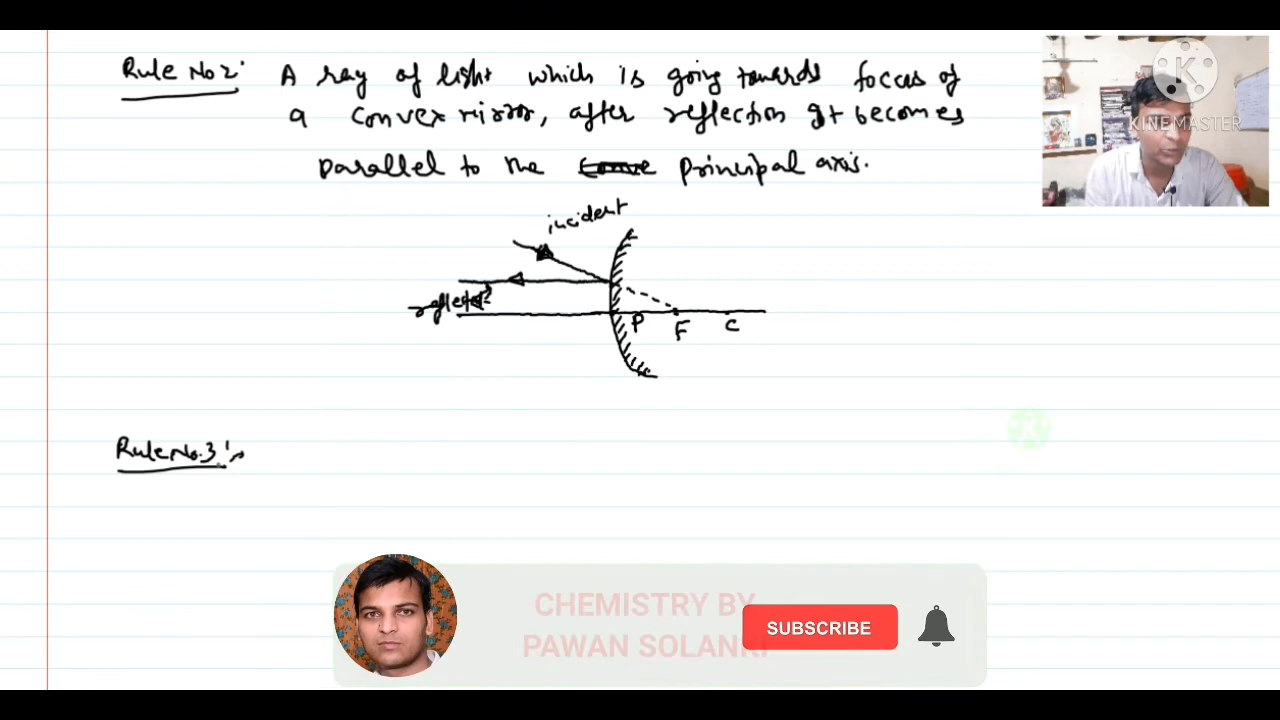 Rule No 2: A ray of light which is going towards foccus of
a convex mirror, after reflection It becomes
parallel to the principal axis.
incident
reflected
P
F
C
Rule No. 3:
KINEMASTER
K
CHEMISTRY BY
PAWAN SOLANKI
SUBSCRIBE